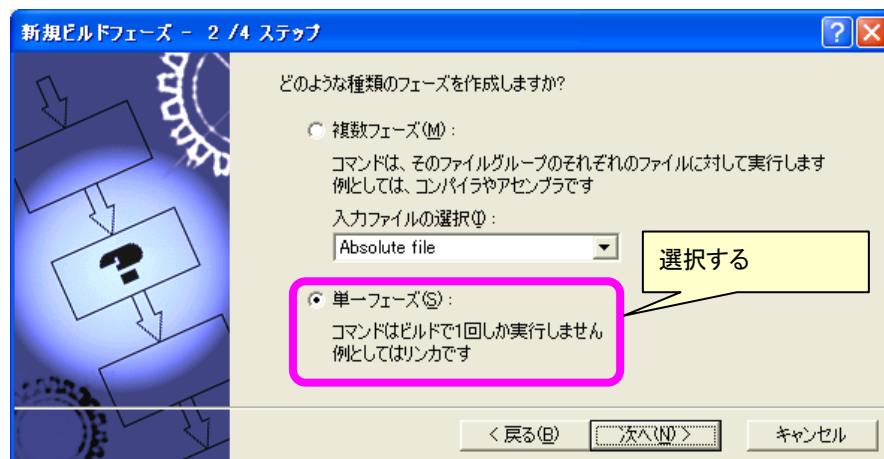 新規ビルドフェーズ － 2 /4 ステップ
どのような種類のフェーズを作成しますか?
複数フェーズ(M) :
コマンドは、そのファイルグループのそれぞれのファイルに対して実行します
例としては、コンパイラやアセンブラです
入力ファイルの選択(I) :
Absolute file
選択する
単一フェーズ(S) :
コマンドはビルドで1回しか実行しません
例としてはリンカです
< 戻る(B)
次へ(N) >
キャンセル